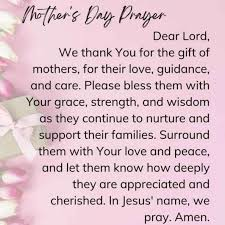 Mother's Day Prayer
Dear Lord,
We thank You for the gift of
mothers, for their love, guidance,
and care. Please bless them with
Your grace, strength, and wisdom
as they continue to nurture and
support their families. Surround
them with Your love and peace,
and let them know how deeply
they are appreciated and
cherished. In Jesus' name, we
pray. Amen.